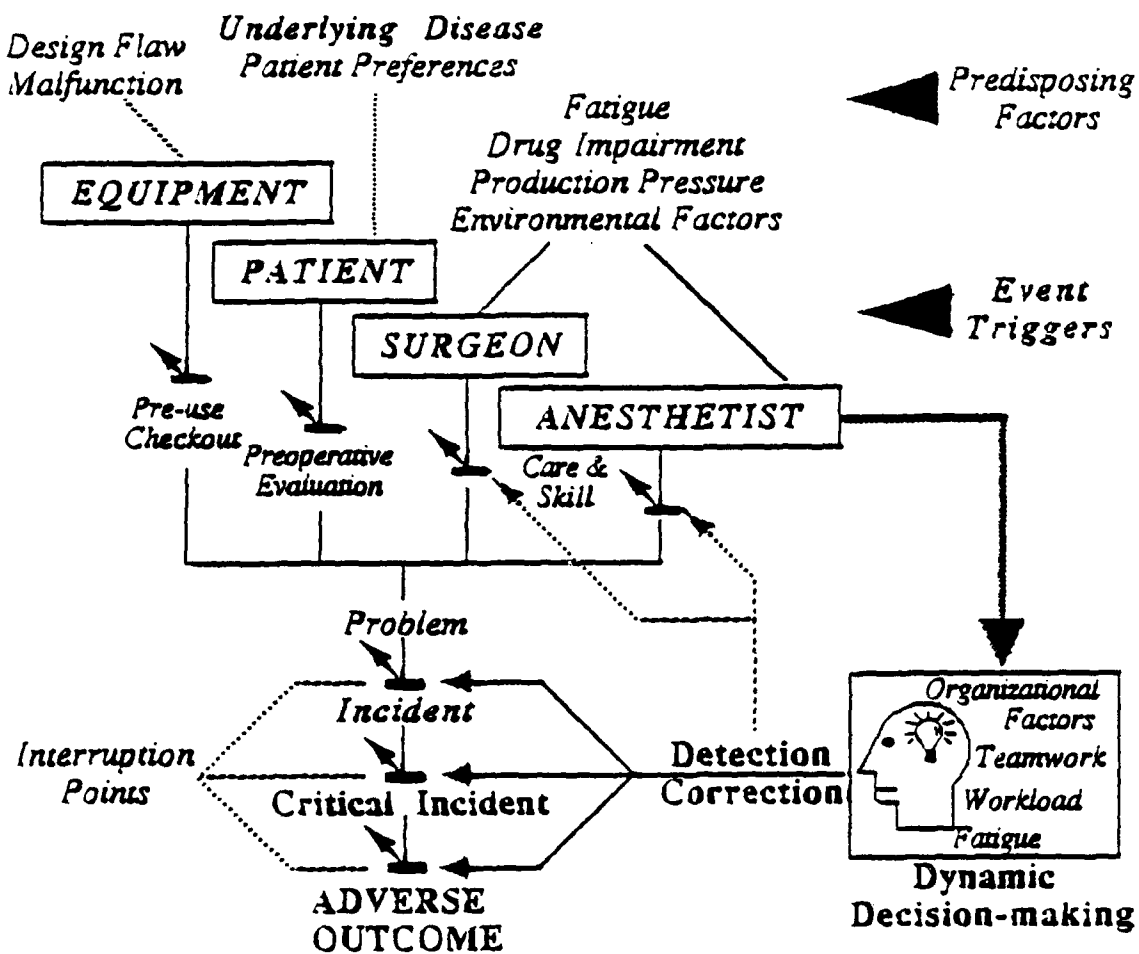 Underlying Disease
Patient Preferences
Design Flaw
Malfunction
Predisposing
Factors
Fatigue
Drug Impairment
Production Pressure
Environmental Factors
EQUIPMENT
PATIENT
SURGEON
ANESTHETIST
Event
Triggers
Pre-use
Checkout
Preoperative
Evaluation
Care &
Skill
Problem
Incident
Interruption
Points
Critical Incident
ADVERSE
OUTCOME
Detection
Correction
Organizational
Factors
Teamwork
Workload
Fatigue
Dynamic
Decision-making